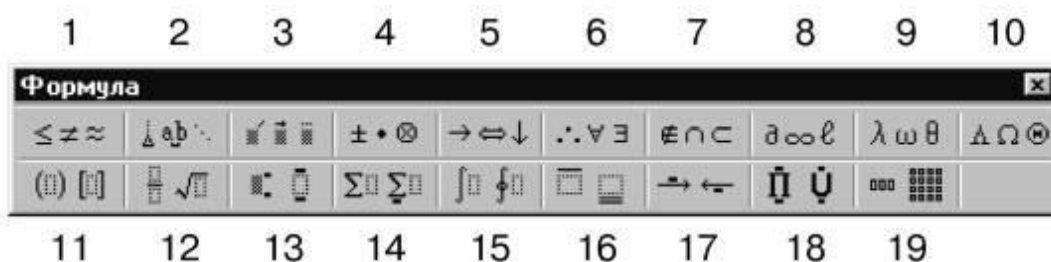 1 2 3 4 5 6 7 8 9 10
Формула
≤ ≠ ≈ ab ⋱ ± • ⊗ → ⇔ ↓ ∴ ∀ ∃ ∉ ∩ ⊂ ∂ ∞ ℓ λ ω θ Λ Ω Θ
() [] √ Σ Σ ∫ ∮ → ← Π Ụ
11 12 13 14 15 16 17 18 19